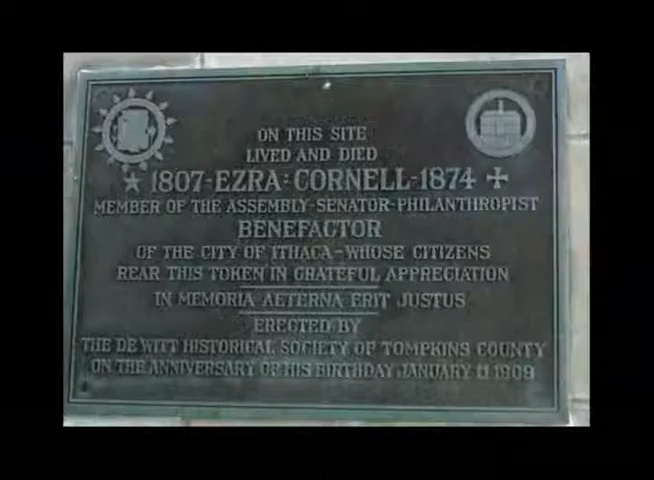 ON THIS SITE
LIVED AND DIED
★ 1807-EZRA CORNELL-1874 ✠
MEMBER OF THE ASSEMBLY-SENATOR-PHILANTHROPIST
BENEFACTOR
OF THE CITY OF ITHACA-WHOSE CITIZENS
REAR THIS TOKEN IN GRATEFUL APPRECIATION
IN MEMORIA AETERNA ERIT JUSTUS
ERECTED BY
THE DE WITT HISTORICAL SOCIETY OF TOMPKINS COUNTY
ON THE ANNIVERSARY OF HIS BIRTHDAY JANUARY 11 1909